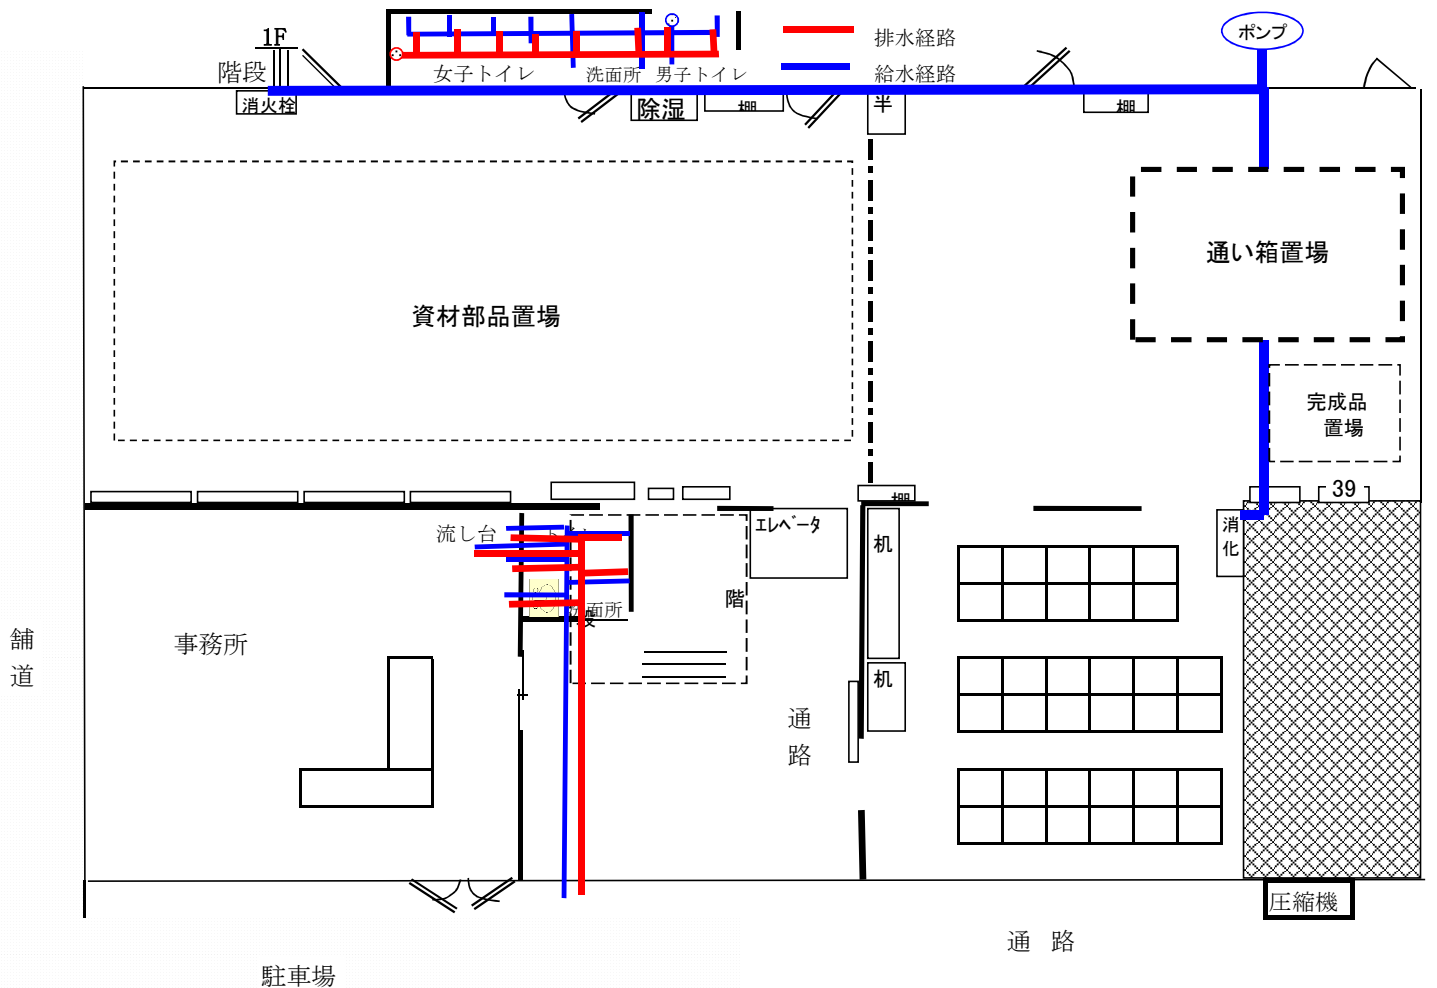 1F
排水経路
ポンプ
階段
女子トイレ
洗面所
男子トイレ
給水経路
消火栓
除湿
棚
半
棚
通い箱置場
資材部品置場
完成品
置場
39
棚
エレベータ
流し台
消
化
机
階
面所
段
事務所
舗
道
机
通
路
圧縮機
通 路
駐車場